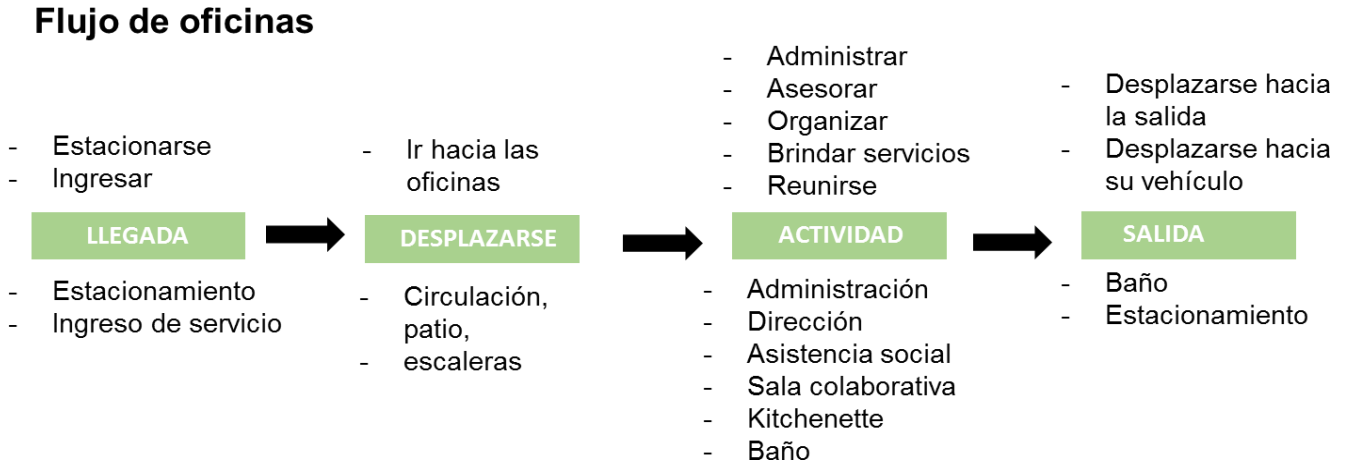 Flujo de oficinas
- Estacionarse
- Ingresar
LLEGADA
- Estacionamiento
- Ingreso de servicio
- Ir hacia las
oficinas
DESPLAZARSE
- Circulación,
patio,
- escaleras
- Administrar
- Asesorar
- Organizar
- Brindar servicios
- Reunirse
ACTIVIDAD
- Administración
- Dirección
- Asistencia social
- Sala colaborativa
- Kitchenette
- Baño
- Desplazarse hacia
la salida
- Desplazarse hacia
su vehículo
SALIDA
- Baño
- Estacionamiento